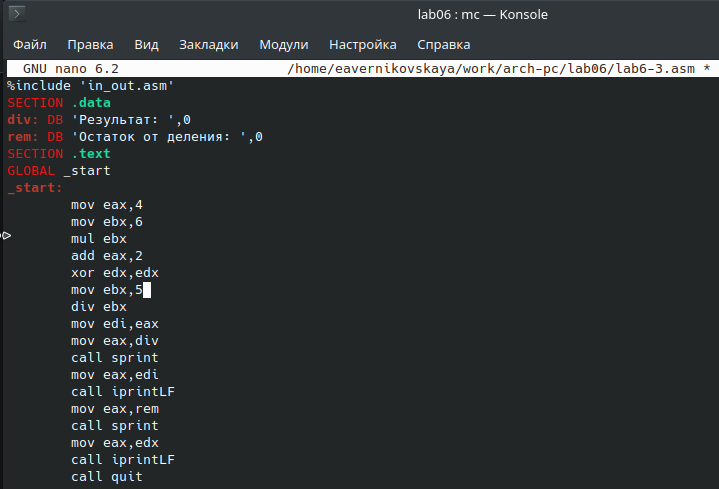 lab06 : mc — Konsole
Файл Правка Вид Закладки Модули Настройка Справка
GNU nano 6.2 /home/eavernikovskaya/work/arch-pc/lab06/lab6-3.asm *
%include 'in_out.asm'
SECTION .data
div: DB 'Результат: ',0
rem: DB 'Остаток от деления: ',0
SECTION .text
GLOBAL _start
_start:
mov eax,4
mov ebx,6
mul ebx
add eax,2
xor edx,edx
mov ebx,5
div ebx
mov edi,eax
mov eax,div
call sprint
mov eax,edi
call iprintLF
mov eax,rem
call sprint
mov eax,edx
call iprintLF
call quit